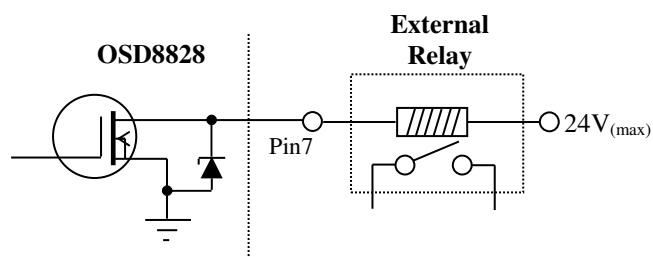 External
Relay
OSD8828
Pin7
24V(max)